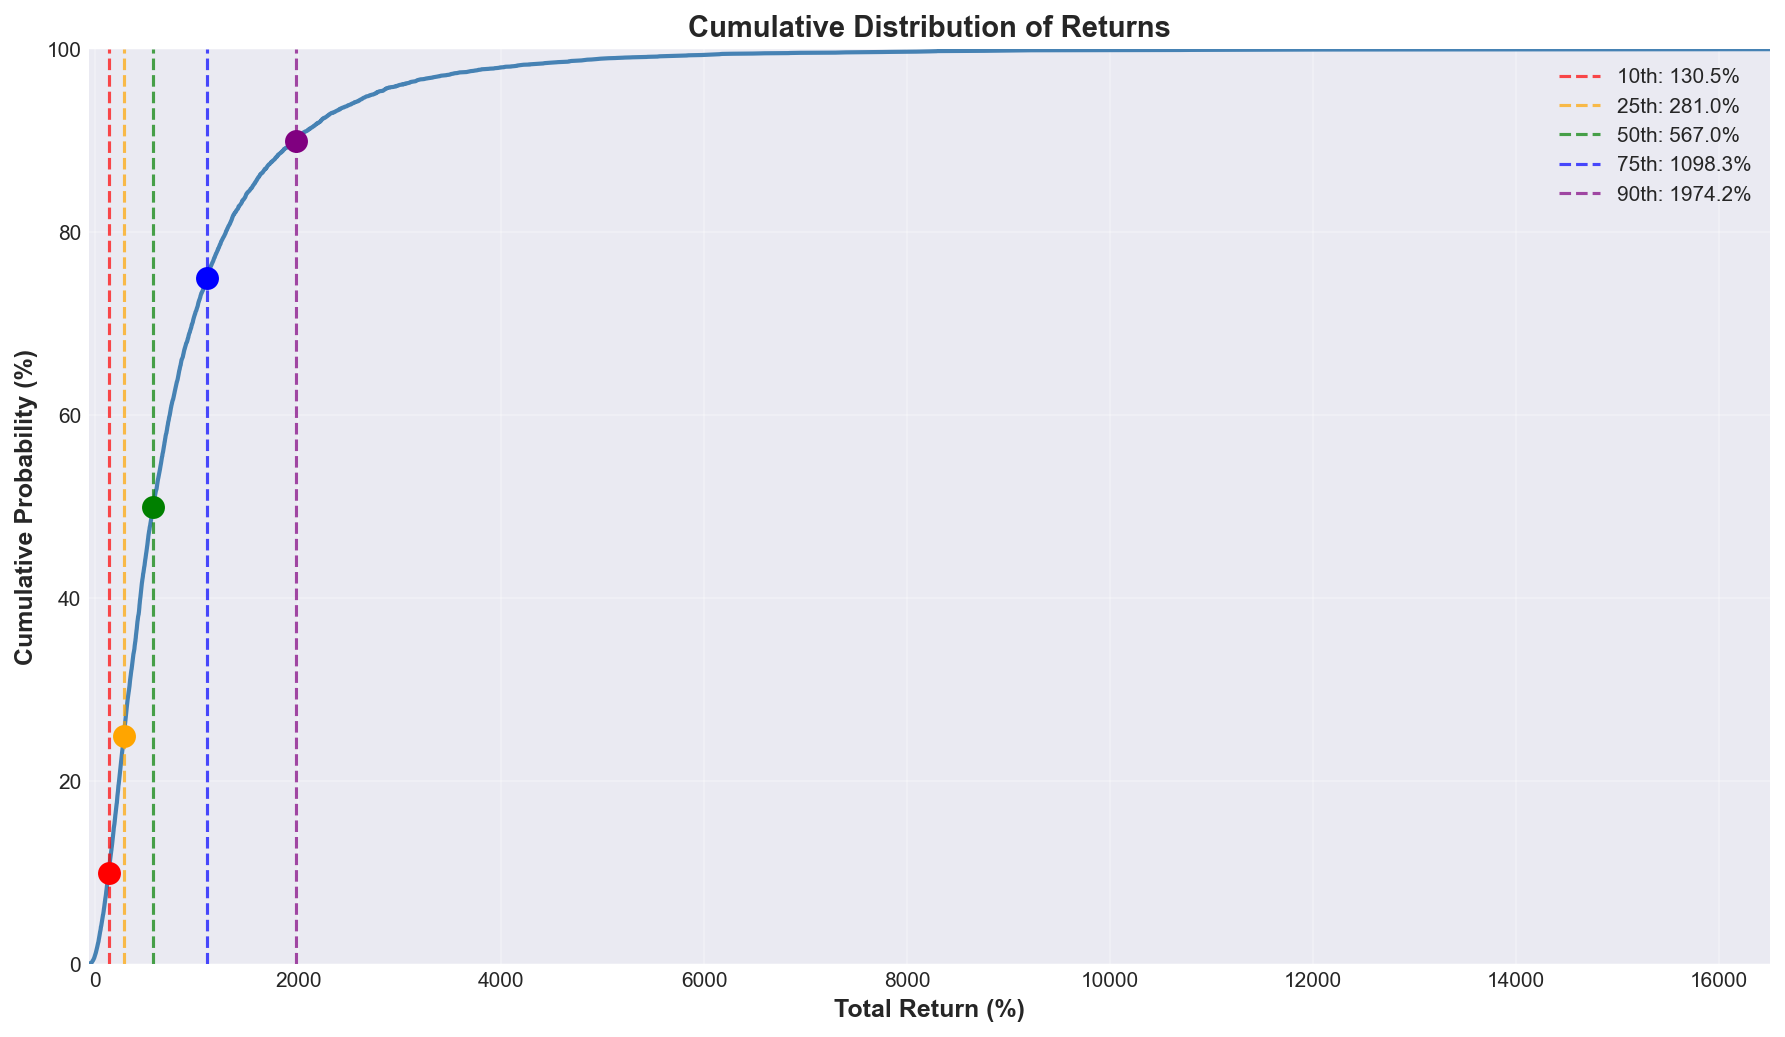 Cumulative Distribution of Returns
100
80
60
40
20
0
Cumulative Probability (%)
10th: 130.5%
25th: 281.0%
50th: 567.0%
75th: 1098.3%
90th: 1974.2%
0 2000 4000 6000 8000 10000 12000 14000 16000
Total Return (%)